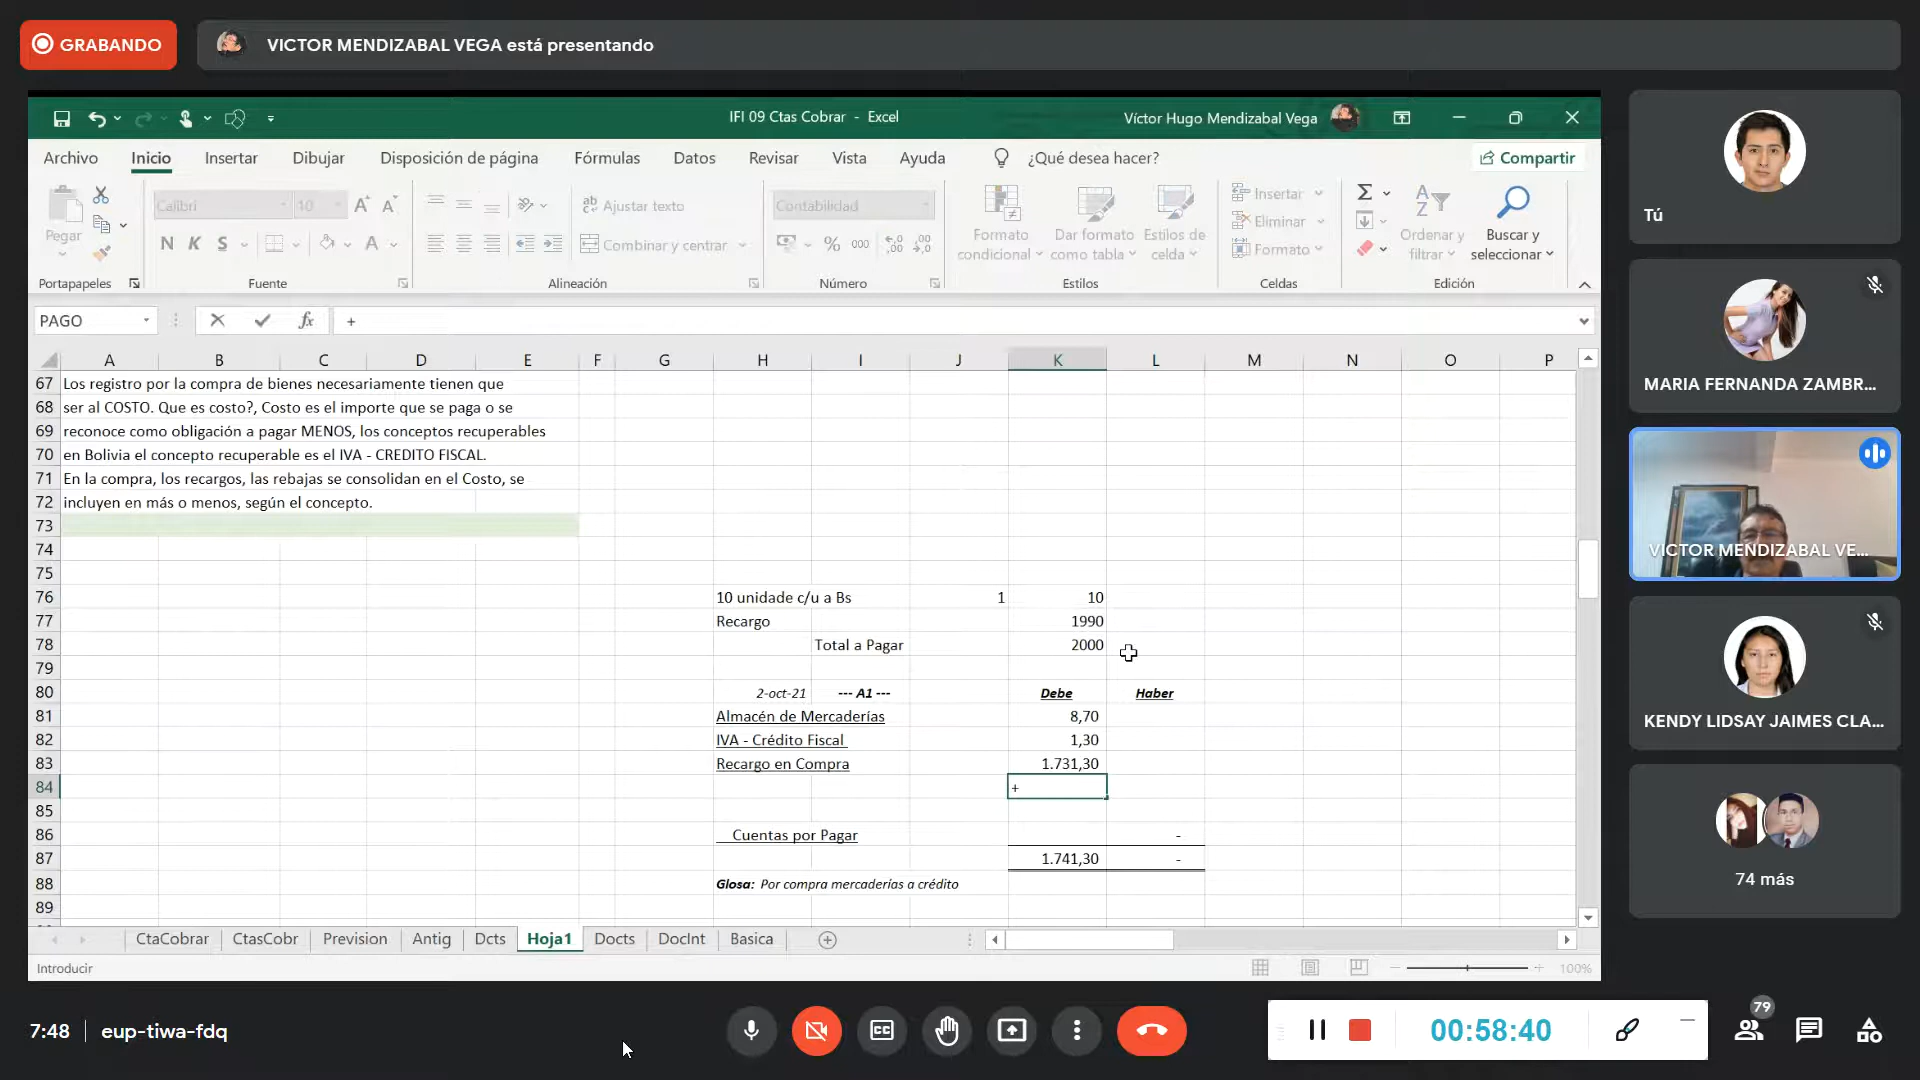 GRABANDO
VICTOR MENDIZABAL VEGA está presentando
IFI 09 Ctas Cobrar - Excel
Víctor Hugo Mendizabal Vega
Archivo Inicio Insertar Dibujar Disposición de página Fórmulas Datos Revisar Vista Ayuda ¿Qué desea hacer? Compartir
Pegar
Calibri 10
N K S
Ajustar texto
Combinar y centrar
Contabilidad
% 000
Formato condicional
Dar formato como tabla
Estilos de celda
Insertar
Eliminar
Formato
Ordenar y filtrar
Buscar y seleccionar
Portapapeles Fuente Alineación Número Estilos Celdas Edición
PAGO fx +
A B C D E F G H I J K L M N O P
67 Los registro por la compra de bienes necesariamente tienen que
68 ser al COSTO. Que es costo?, Costo es el importe que se paga o se
69 reconoce como obligación a pagar MENOS, los conceptos recuperables
70 en Bolivia el concepto recuperable es el IVA - CREDITO FISCAL.
71 En la compra, los recargos, las rebajas se consolidan en el Costo, se
72 incluyen en más o menos, según el concepto.
73
74
75
76 10 unidade c/u a Bs 1 10
77 Recargo 1990
78 Total a Pagar 2000
79
80 2-oct-21 --- A1 --- Debe Haber
81 Almacén de Mercaderías 8,70
82 IVA - Crédito Fiscal 1,30
83 Recargo en Compra 1.731,30
84 +
85
86 Cuentas por Pagar -
87 1.741,30 -
88 Glosa: Por compra mercaderías a crédito
89
CtaCobrar CtasCobr Prevision Antig Dcts Hoja1 Docts DocInt Basica
Introducir
100%
Tú
MARIA FERNANDA ZAMBR...
VICTOR MENDIZABAL VE...
KENDY LIDSAY JAIMES CLA...
74 más
7:48 eup-tiwa-fdq
CC
00:58:40
79